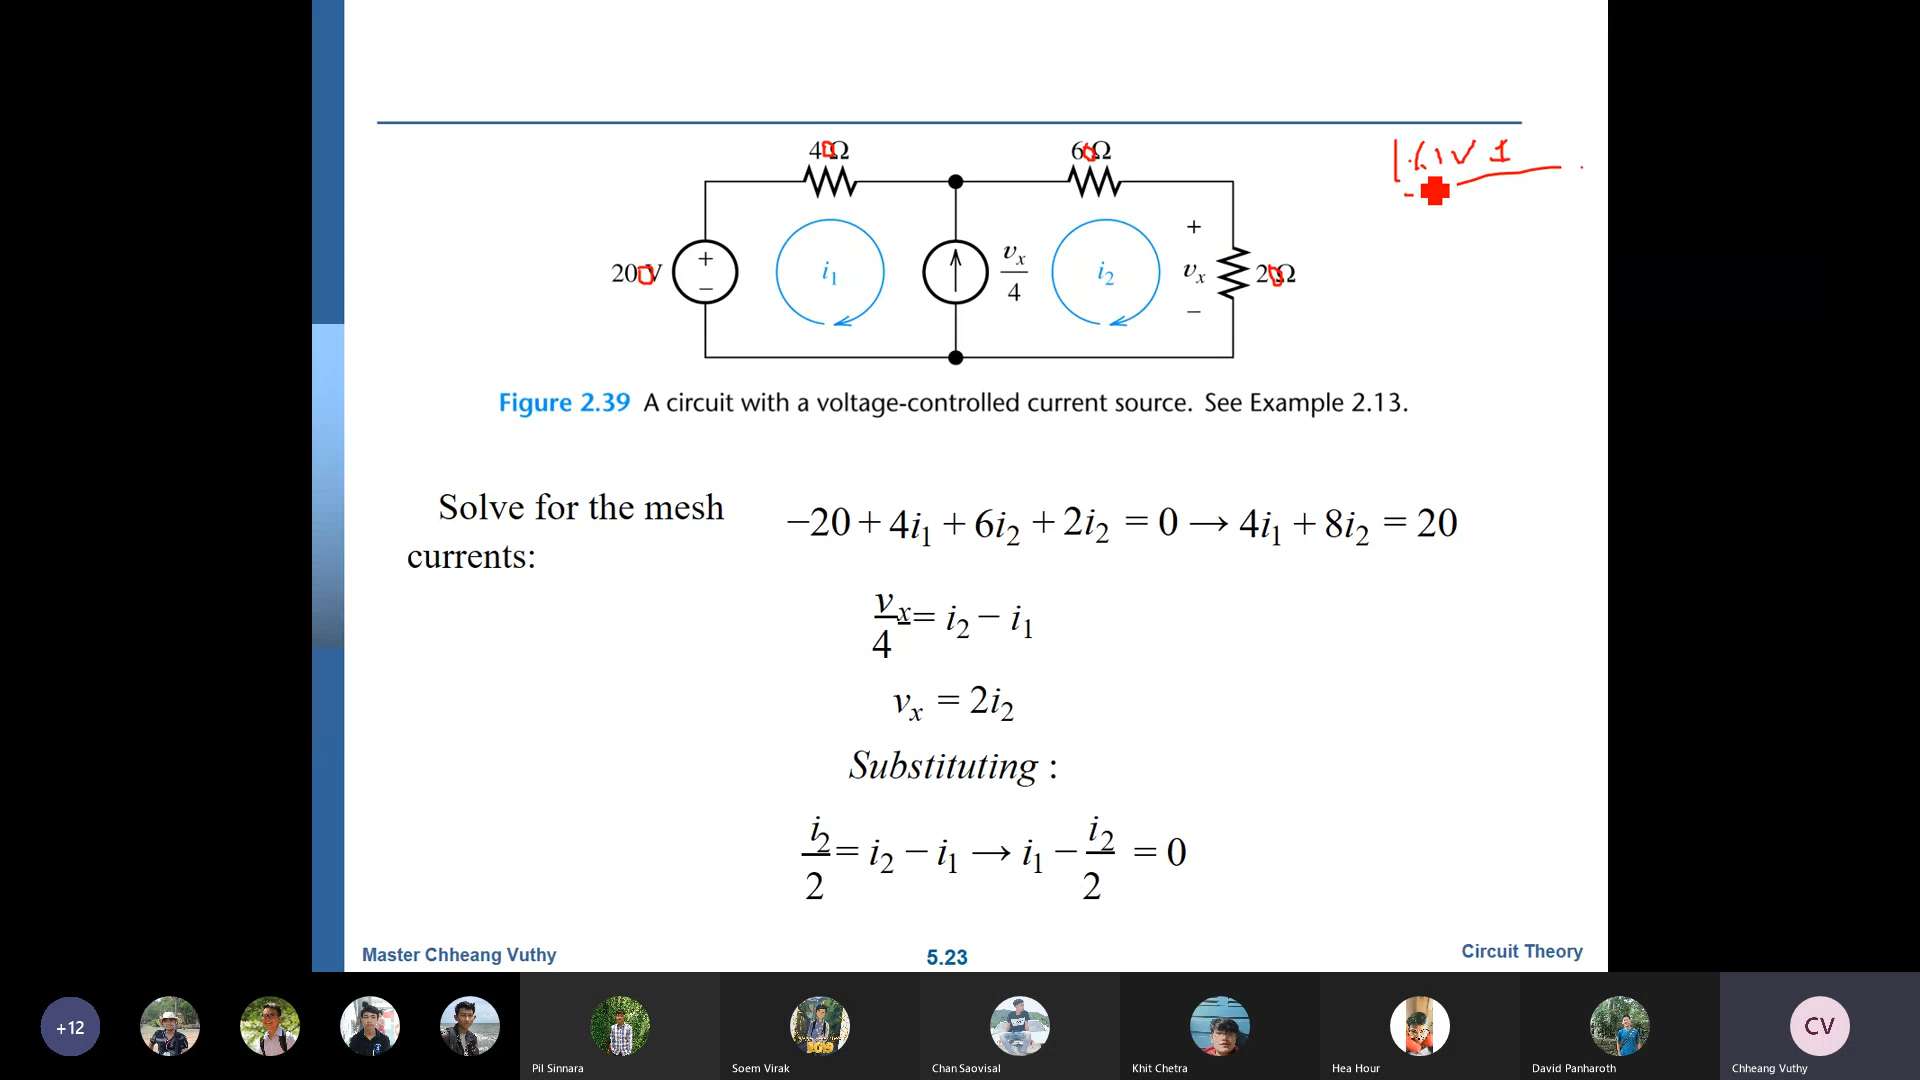 4Ω 6Ω
20 V + − i₁ vₓ/4 i₂ + vₓ − 2Ω
Figure 2.39 A circuit with a voltage-controlled current source. See Example 2.13.
Solve for the mesh
currents:
−20 + 4i₁ + 6i₂ + 2i₂ = 0 → 4i₁ + 8i₂ = 20
vₓ/4 = i₂ − i₁
vₓ = 2i₂
Substituting :
i₂/2 = i₂ − i₁ → i₁ − i₂/2 = 0
Master Chheang Vuthy 5.23 Circuit Theory
+12 CV
Pil Sinnara Soem Virak Chan Saovisal Khit Chetra Hea Hour David Panharoth Chheang Vuthy